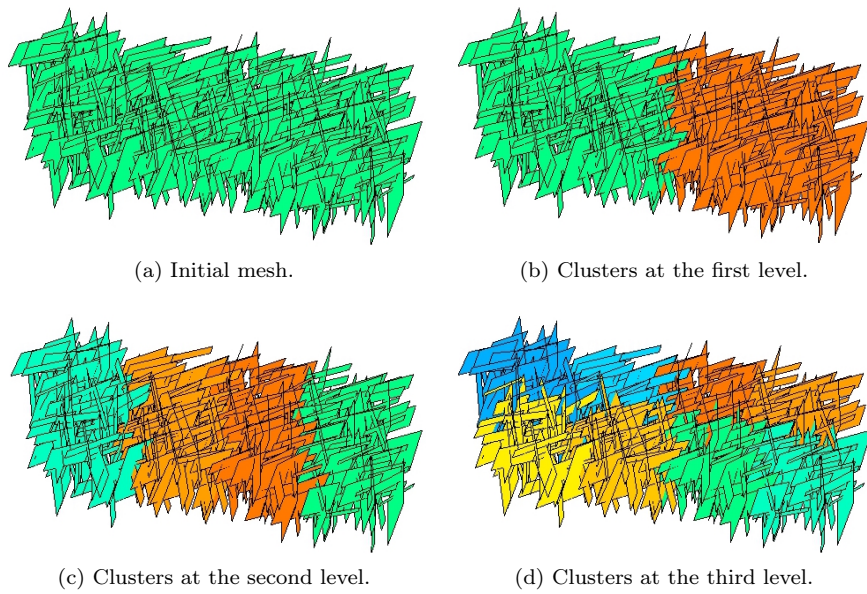 (a) Initial mesh.
(b) Clusters at the first level.
(c) Clusters at the second level.
(d) Clusters at the third level.